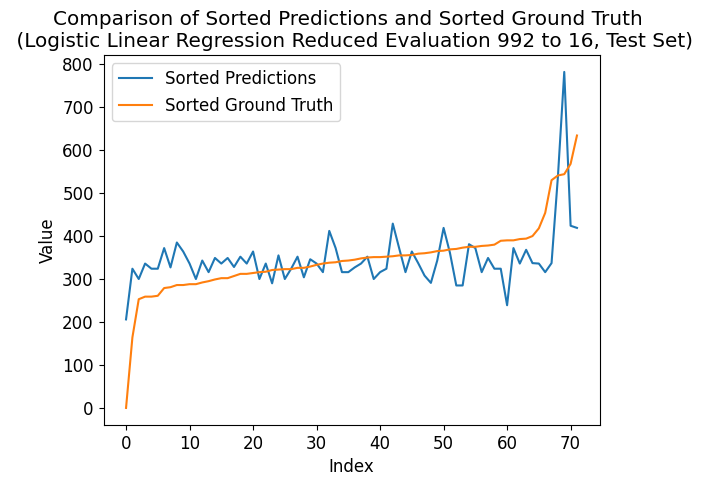 Comparison of Sorted Predictions and Sorted Ground Truth
(Logistic Linear Regression Reduced Evaluation 992 to 16, Test Set)
Sorted Predictions
Sorted Ground Truth
Value
800
700
600
500
400
300
200
100
0
0 10 20 30 40 50 60 70
Index